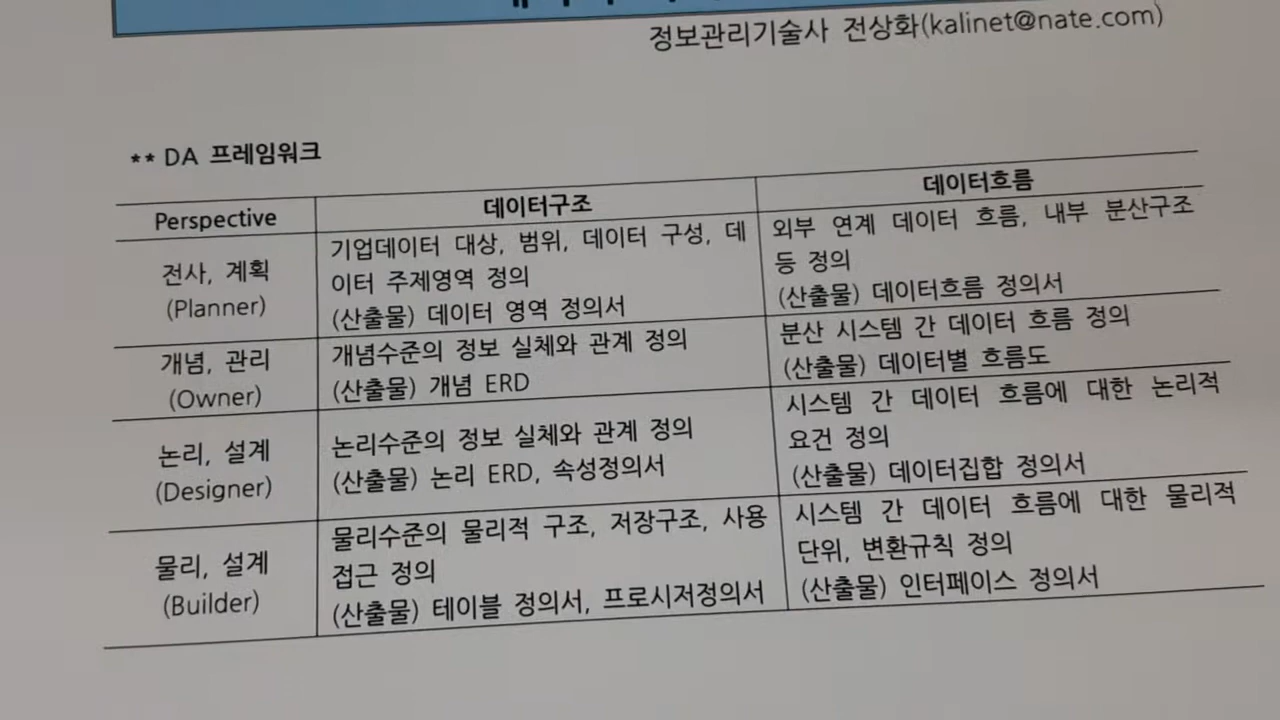 정보관리기술사 전상화(kalinet@nate.com)
** DA 프레임워크
Perspective 데이터구조 데이터흐름
전사, 계획
(Planner)
기업데이터 대상, 범위, 데이터 구성, 데
이터 주제영역 정의
(산출물) 데이터 영역 정의서
외부 연계 데이터 흐름, 내부 분산구조
등 정의
(산출물) 데이터흐름 정의서
개념, 관리
(Owner)
개념수준의 정보 실체와 관계 정의
(산출물) 개념 ERD
분산 시스템 간 데이터 흐름 정의
(산출물) 데이터별 흐름도
논리, 설계
(Designer)
논리수준의 정보 실체와 관계 정의
(산출물) 논리 ERD, 속성정의서
시스템 간 데이터 흐름에 대한 논리적
요건 정의
(산출물) 데이터집합 정의서
물리, 설계
(Builder)
물리수준의 물리적 구조, 저장구조, 사용
접근 정의
(산출물) 테이블 정의서, 프로시저정의서
시스템 간 데이터 흐름에 대한 물리적
단위, 변환규칙 정의
(산출물) 인터페이스 정의서